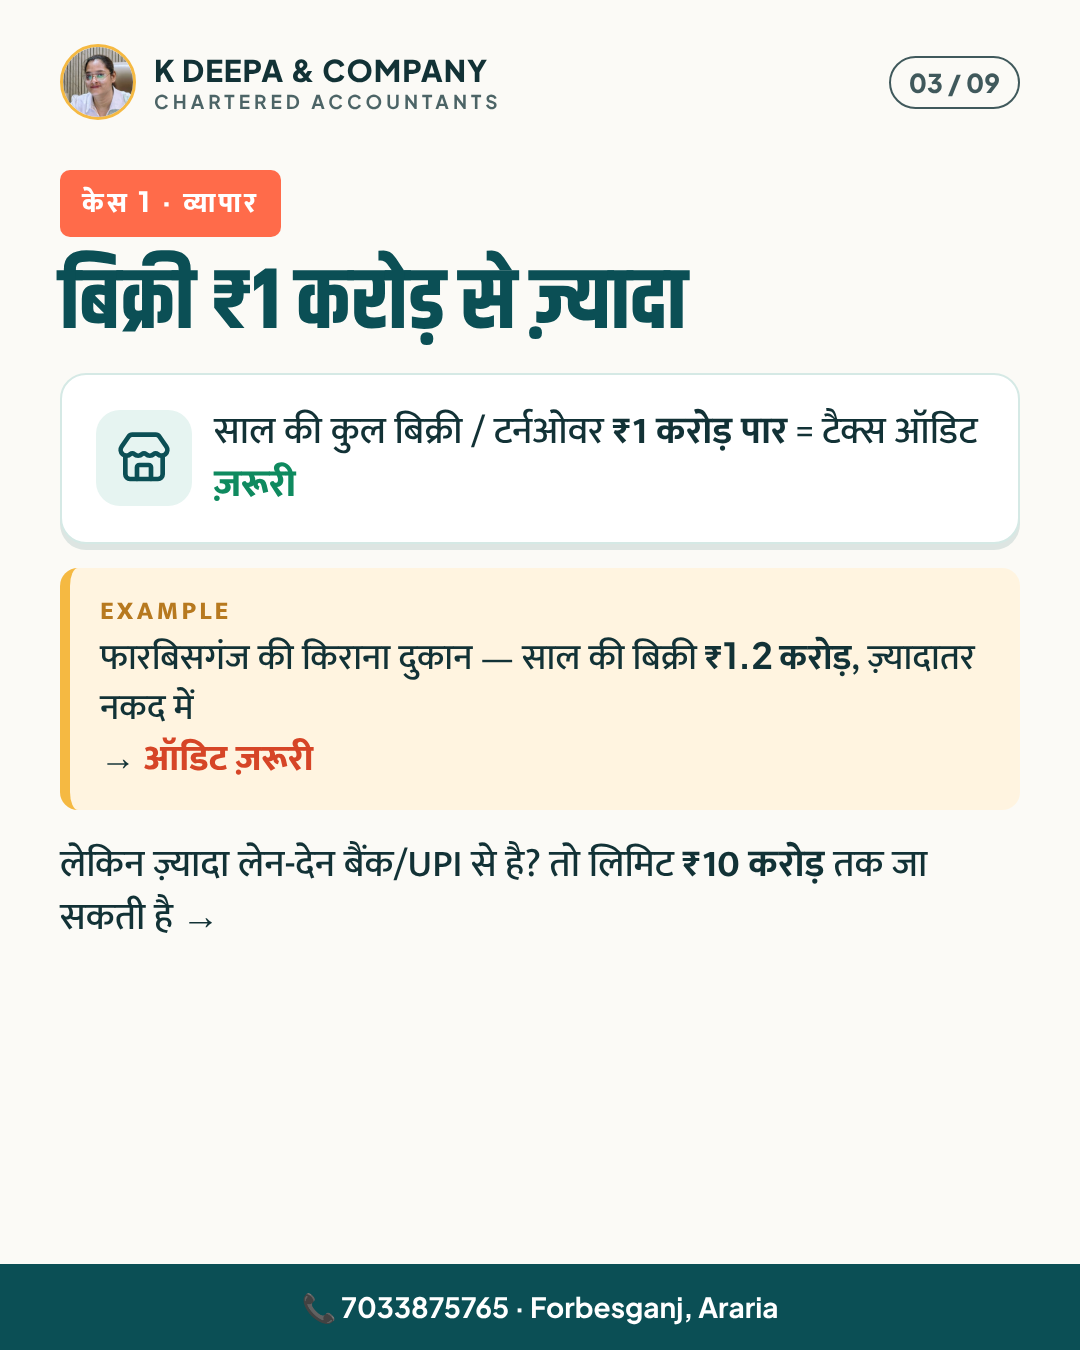 K DEEPA & COMPANY
CHARTERED ACCOUNTANTS
03 / 09
केस 1 · व्यापार
बिक्री ₹1 करोड़ से ज़्यादा
साल की कुल बिक्री / टर्नओवर ₹1 करोड़ पार = टैक्स ऑडिट
ज़रूरी
EXAMPLE
फारबिसगंज की किराना दुकान — साल की बिक्री ₹1.2 करोड़, ज़्यादातर
नकद में
→ ऑडिट ज़रूरी
लेकिन ज़्यादा लेन-देन बैंक/UPI से है? तो लिमिट ₹10 करोड़ तक जा
सकती है →
📞 7033875765 · Forbesganj, Araria